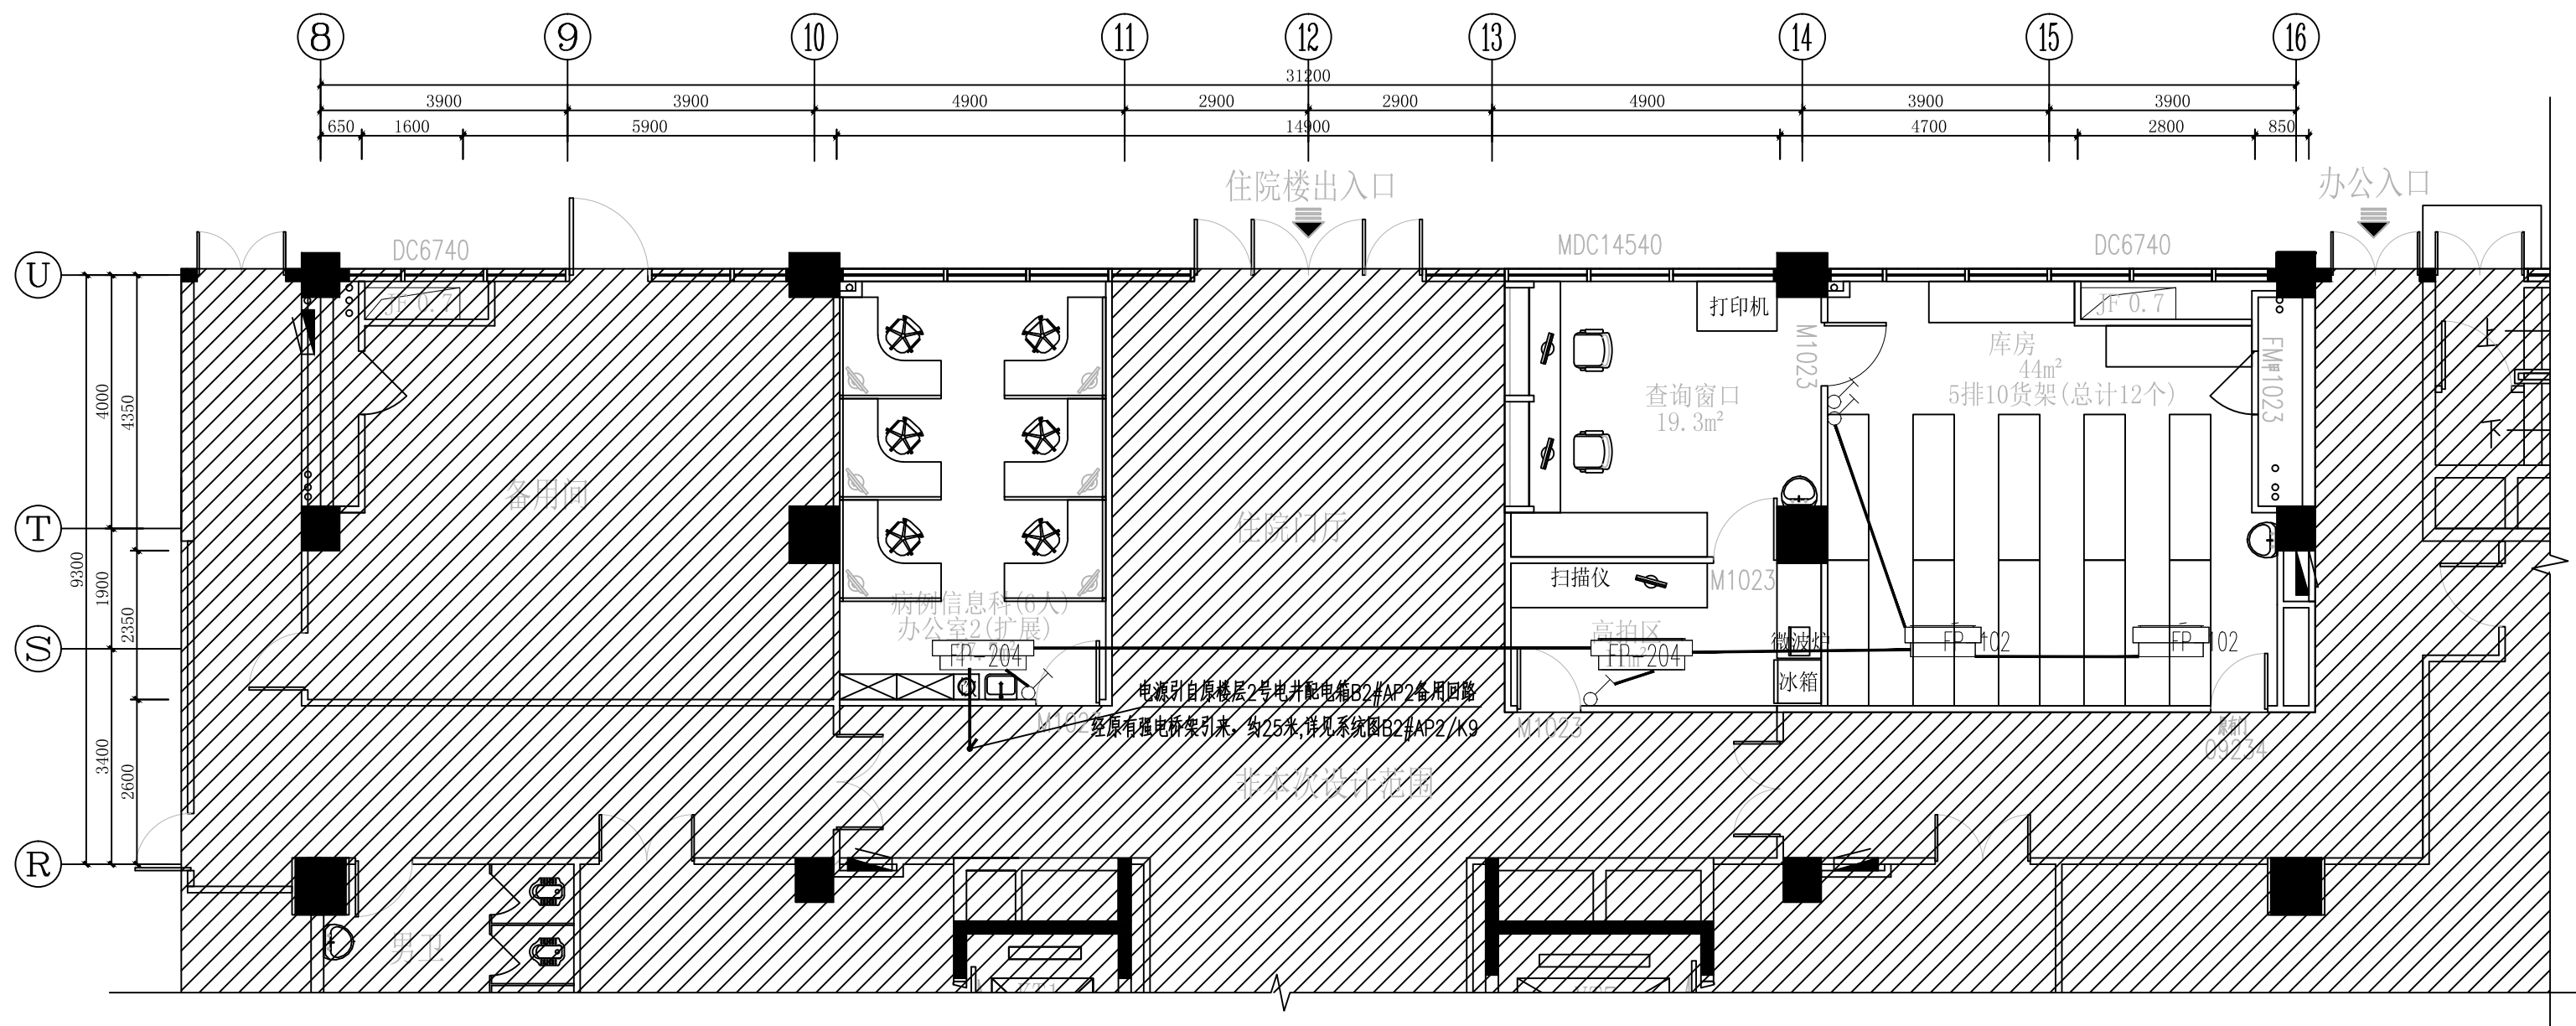 8 9 10 11 12 13 14 15 16
31200
3900 3900 4900 2900 2900 4900 3900 3900
650 1600 5900 14900 4700 2800 850
住院楼出入口
办公入口
DC6740
MDC14540
DC6740
U
T
S
R
4000
4350
9300
1900
2350
3400
2600
JF 0.7
打印机
M1023
JF 0.7
库房
44m²
5排10货架(总计12个)
FM甲1023
查询窗口
19.3m²
备用间
住院门厅
扫描仪
M1023
病例信息科(6人)
办公室2(扩展)
高拍区
微波炉
FP-204
FP-204
FP-102
FP-102
冰箱
电源引自原楼层2号电井配电箱B2#AP2备用回路
经原有强电桥架引来，约25米,详见系统图B2#AP2/K9
M1023
09234
非本次设计范围
男卫